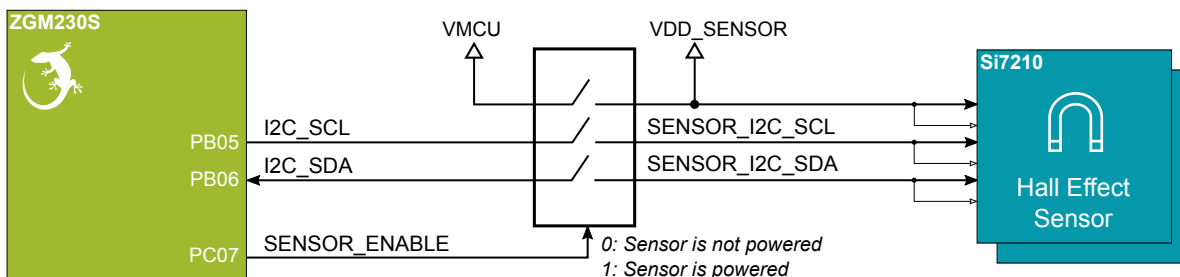 ZGM230S
VMCU
VDD_SENSOR
Si7210
PB05
I2C_SCL
SENSOR_I2C_SCL
PB06
I2C_SDA
SENSOR_I2C_SDA
Hall Effect
Sensor
PC07
SENSOR_ENABLE
0: Sensor is not powered
1: Sensor is powered